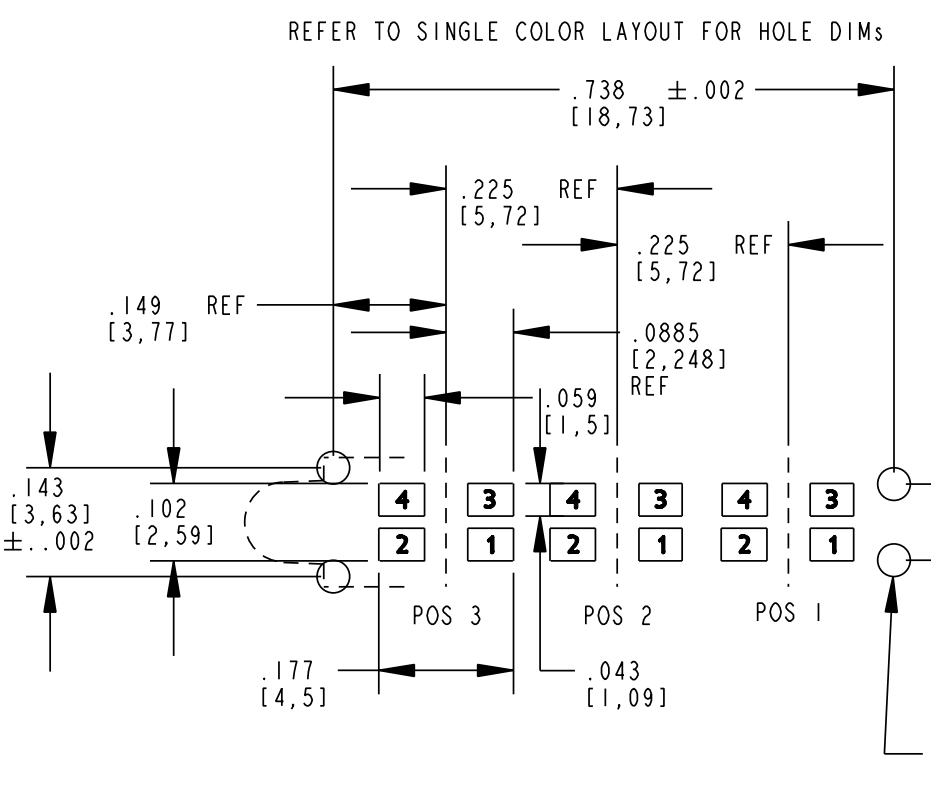 REFER TO SINGLE COLOR LAYOUT FOR HOLE DIMs
.738 ±.002
[18,73]
.225 REF
[5,72]
.225 REF
[5,72]
.149 REF
[3,77]
.0885
[2,248]
REF
.059
[1,5]
.143
[3,63]
±..002
.102
[2,59]
4 3 4 3 4 3
2 1 2 1 2 1
POS 3 POS 2 POS 1
.177
[4,5]
.043
[1,09]